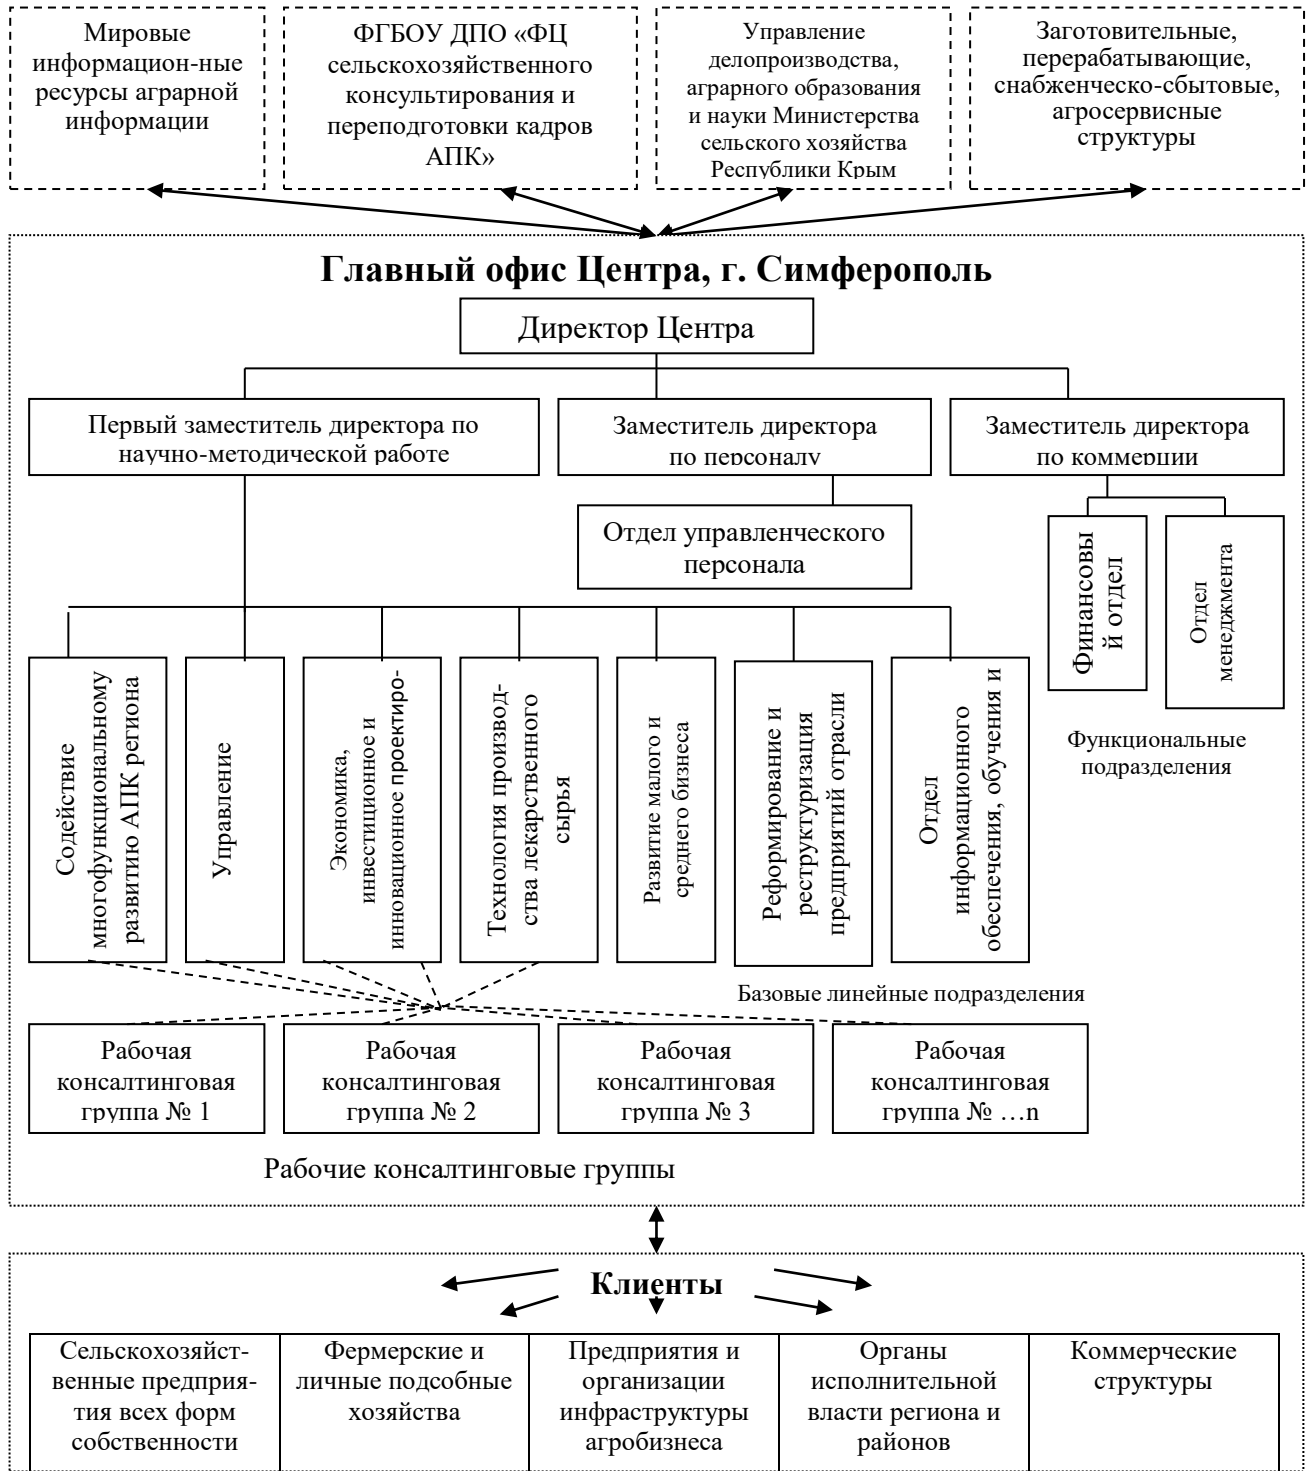 Мировые
информацион-ные
ресурсы аграрной
информации
ФГБОУ ДПО «ФЦ
сельскохозяйственного
консультирования и
переподготовки кадров
АПК»
Управление
делопроизводства,
аграрного образования
и науки Министерства
сельского хозяйства
Республики Крым
Заготовительные,
перерабатывающие,
снабженческо-сбытовые,
агросервисные
структуры
Главный офис Центра, г. Симферополь
Директор Центра
Первый заместитель директора по
научно-методической работе
Заместитель директора
по персоналу
Заместитель директора
по коммерции
Отдел управленческого
персонала
Финансовы
й отдел
Отдел
менеджмента
Функциональные
подразделения
Содействие
многофункциональному
развитию АПК региона
Управление
Экономика,
инвестиционное и
инновационное проектиро-
Технология производ-
ства лекарственного
сырья
Развитие малого и
среднего бизнеса
Реформирование и
реструктуризация
предприятий отрасли
Отдел
информационного
обеспечения, обучения и
Базовые линейные подразделения
Рабочая
консалтинговая
группа № 1
Рабочая
консалтинговая
группа № 2
Рабочая
консалтинговая
группа № 3
Рабочая
консалтинговая
группа № …n
Рабочие консалтинговые группы
Клиенты
Сельскохозяйст-
венные предприя-
тия всех форм
собственности
Фермерские и
личные подсобные
хозяйства
Предприятия и
организации
инфраструктуры
агробизнеса
Органы
исполнительной
власти региона и
районов
Коммерческие
структуры